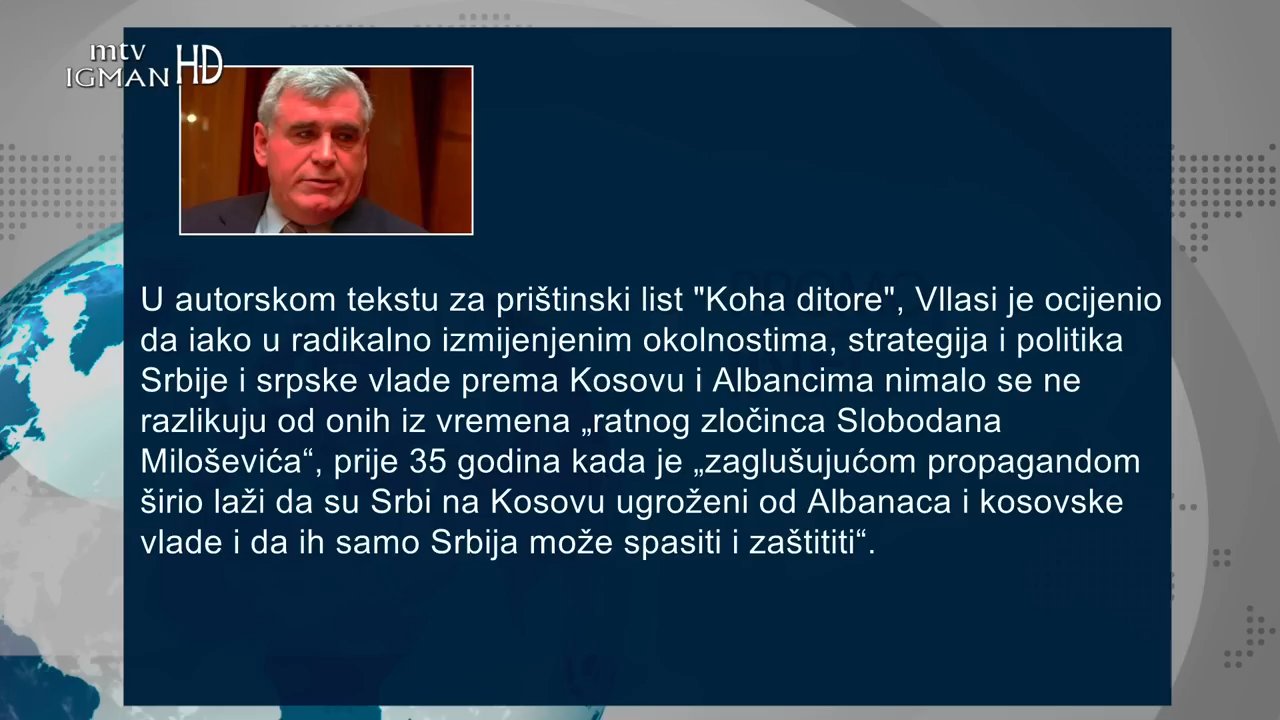 mtv
IGMAN HD
U autorskom tekstu za prištinski list "Koha ditore", Vllasi je ocijenio
da iako u radikalno izmijenjenim okolnostima, strategija i politika
Srbije i srpske vlade prema Kosovu i Albancima nimalo se ne
razlikuju od onih iz vremena „ratnog zločinca Slobodana
Miloševića“, prije 35 godina kada je „zaglušujućom propagandom
širio laži da su Srbi na Kosovu ugroženi od Albanaca i kosovske
vlade i da ih samo Srbija može spasiti i zaštititi“.